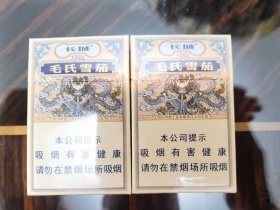 长城
毛氏雪茄
本公司提示
吸烟有害健康
请勿在禁烟场所吸烟
长城
毛氏雪茄
本公司提示
吸烟有害健康
请勿在禁烟场所吸烟